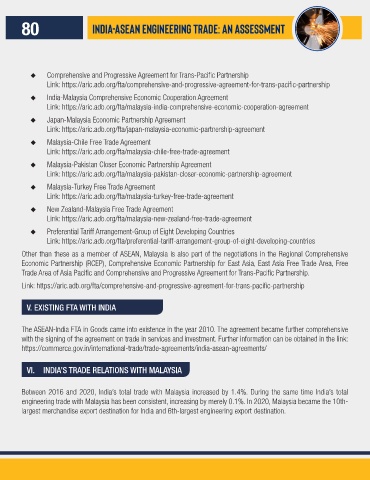 80
INDIA-ASEAN ENGINEERING TRADE: AN ASSESSMENT
◆ Comprehensive and Progressive Agreement for Trans-Pacific Partnership
Link: https://aric.adb.org/fta/comprehensive-and-progressive-agreement-for-trans-pacific-partnership
◆ India-Malaysia Comprehensive Economic Cooperation Agreement
Link: https://aric.adb.org/fta/malaysia-india-comprehensive-economic-cooperation-agreement
◆ Japan-Malaysia Economic Partnership Agreement
Link: https://aric.adb.org/fta/japan-malaysia-economic-partnership-agreement
◆ Malaysia-Chile Free Trade Agreement
Link: https://aric.adb.org/fta/malaysia-chile-free-trade-agreement
◆ Malaysia-Pakistan Closer Economic Partnership Agreement
Link: https://aric.adb.org/fta/malaysia-pakistan-closer-economic-partnership-agreement
◆ Malaysia-Turkey Free Trade Agreement
Link: https://aric.adb.org/fta/malaysia-turkey-free-trade-agreement
◆ New Zealand-Malaysia Free Trade Agreement
Link: https://aric.adb.org/fta/malaysia-new-zealand-free-trade-agreement
◆ Preferential Tariff Arrangement-Group of Eight Developing Countries
Link: https://aric.adb.org/fta/preferential-tariff-arrangement-group-of-eight-developing-countries
Other than these as a member of ASEAN, Malaysia is also part of the negotiations in the Regional Comprehensive
Economic Partnership (RCEP), Comprehensive Economic Partnership for East Asia, East Asia Free Trade Area, Free
Trade Area of Asia Pacific and Comprehensive and Progressive Agreement for Trans-Pacific Partnership.
Link: https://aric.adb.org/fta/comprehensive-and-progressive-agreement-for-trans-pacific-partnership
V. EXISTING FTA WITH INDIA
The ASEAN-India FTA in Goods came into existence in the year 2010. The agreement became further comprehensive
with the signing of the agreement on trade in services and investment. Further information can be obtained in the link:
https://commerce.gov.in/international-trade/trade-agreements/india-asean-agreements/
VI. INDIA'S TRADE RELATIONS WITH MALAYSIA
Between 2016 and 2020, India's total trade with Malaysia increased by 1.4%. During the same time India's total
engineering trade with Malaysia has been consistent, increasing by merely 0.1%. In 2020, Malaysia became the 10th-
largest merchandise export destination for India and 6th-largest engineering export destination.